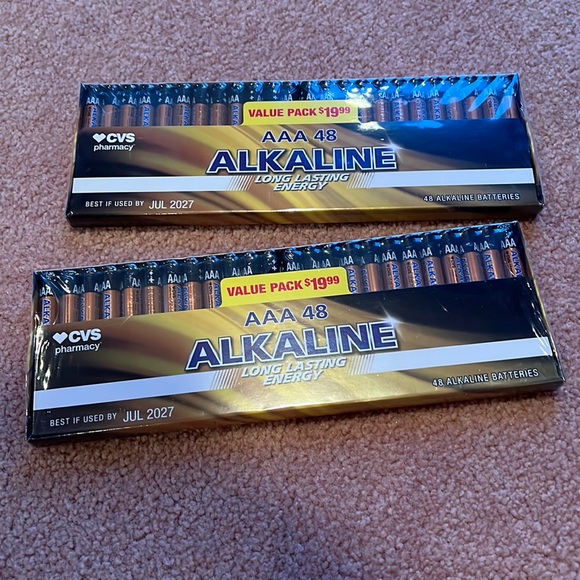 VALUE PACK $19.99
AAA 48
♥CVS pharmacy
ALKALINE
LONG LASTING
ENERGY
BEST IF USED BY JUL 2027
48 ALKALINE BATTERIES
VALUE PACK $19.99
AAA 48
♥CVS pharmacy
ALKALINE
LONG LASTING
ENERGY
BEST IF USED BY JUL 2027
48 ALKALINE BATTERIES